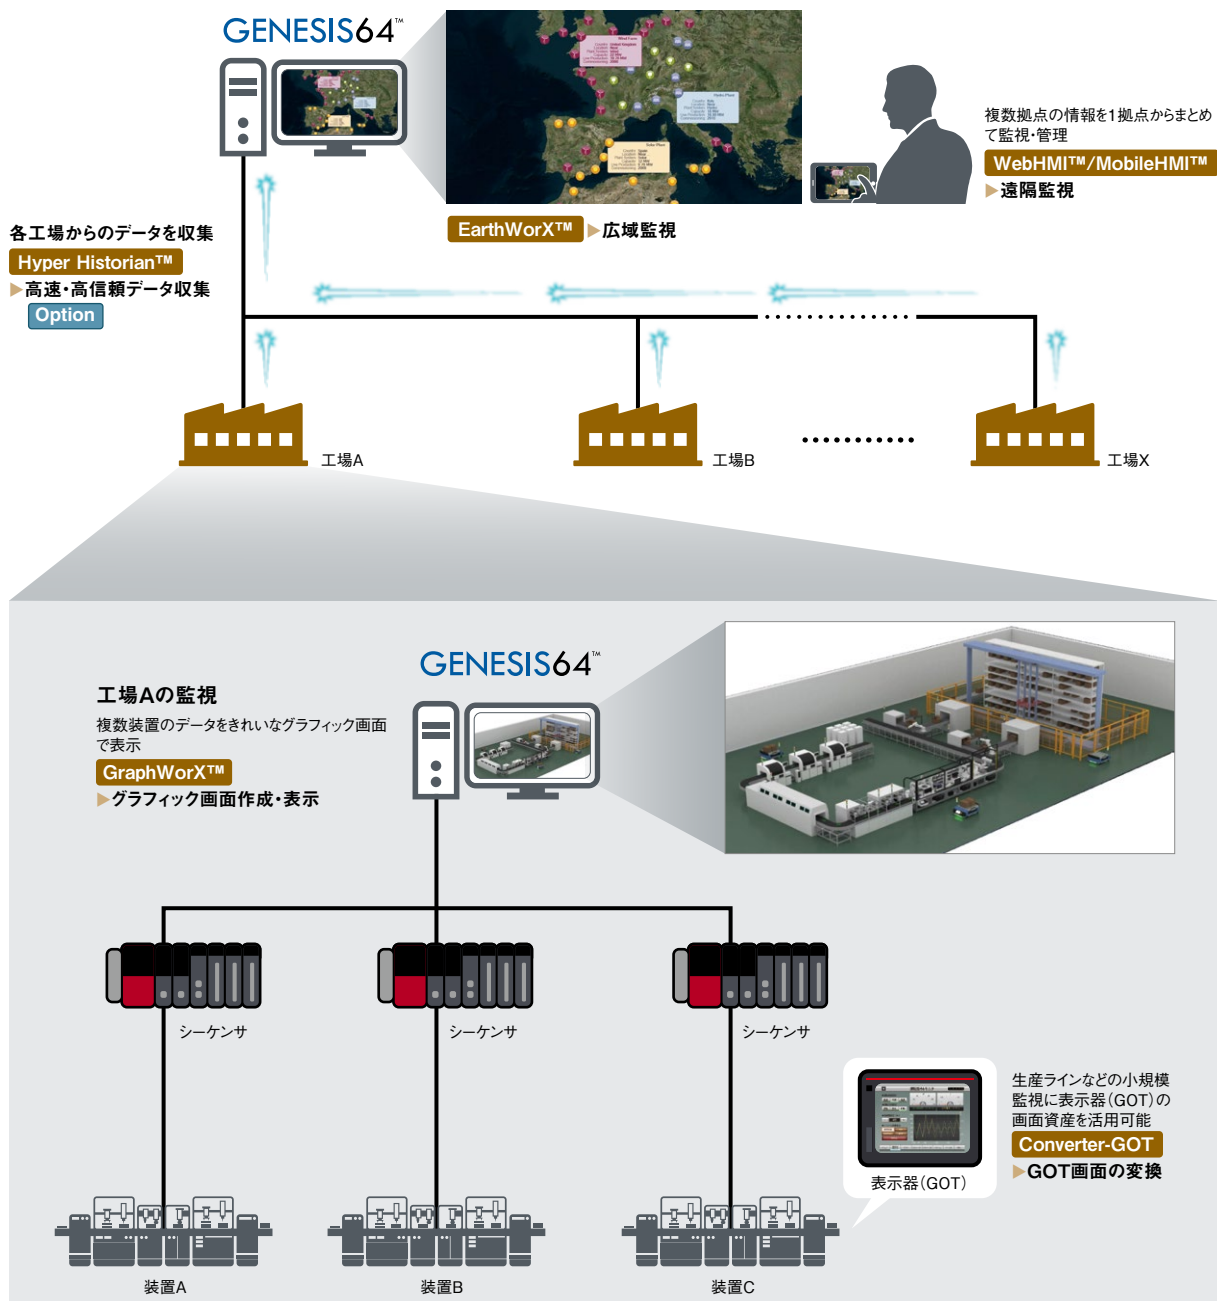 GENESIS64™
複数拠点の情報を1拠点からまとめ
て監視・管理
WebHMI™/MobileHMI™
▶遠隔監視
EarthWorX™ ▶広域監視
各工場からのデータを収集
Hyper Historian™
▶高速・高信頼データ収集
Option
工場A
工場B
工場X
GENESIS64™
工場Aの監視
複数装置のデータをきれいなグラフィック画面
で表示
GraphWorX™
▶グラフィック画面作成・表示
シーケンサ
シーケンサ
シーケンサ
生産ラインなどの小規模
監視に表示器(GOT)の
画面資産を活用可能
Converter-GOT
▶GOT画面の変換
表示器(GOT)
装置A
装置B
装置C